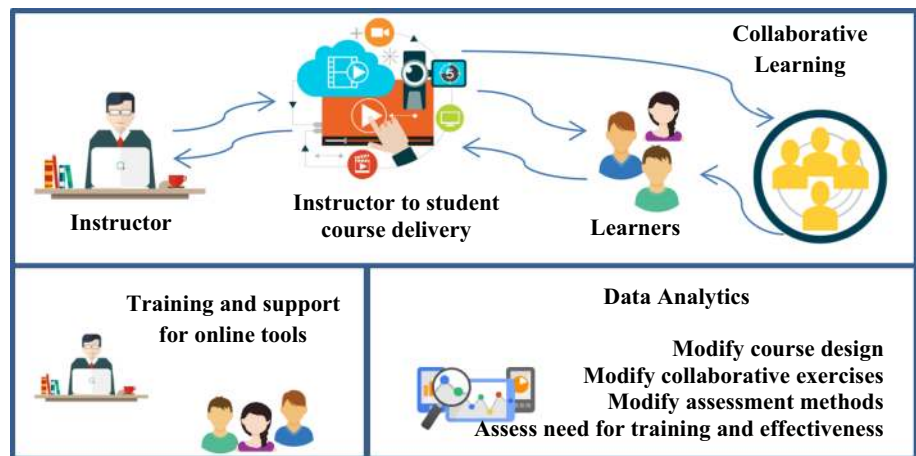 Collaborative
Learning
Instructor
Instructor to student
course delivery
Learners
Training and support
for online tools
Data Analytics
Modify course design
Modify collaborative exercises
Modify assessment methods
Assess need for training and effectiveness